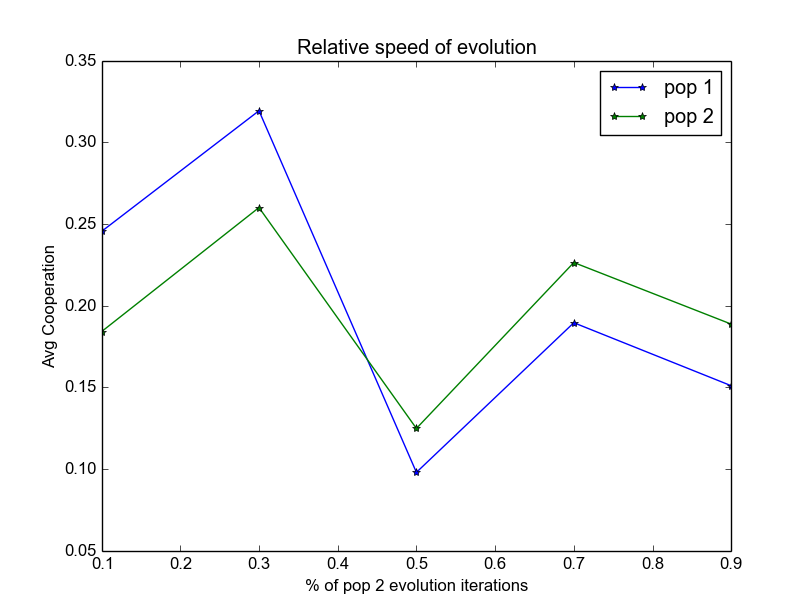 Relative speed of evolution
0.35
0.30
0.25
0.20
0.15
0.10
0.05
Avg Cooperation
pop 1
pop 2
0.1 0.2 0.3 0.4 0.5 0.6 0.7 0.8 0.9
% of pop 2 evolution iterations